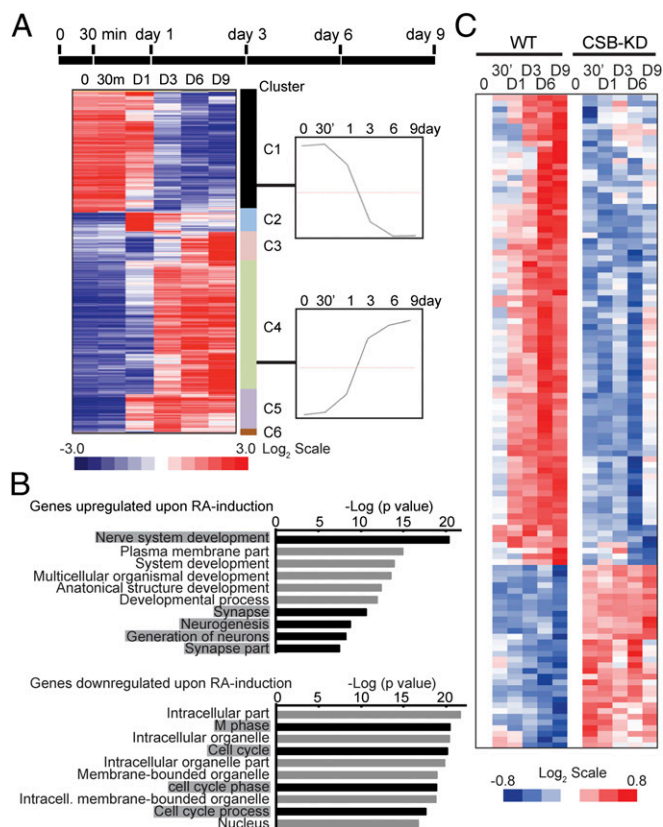 A
0 30 min day 1 day 3 day 6 day 9
0 30m D1 D3 D6 D9
Cluster
C1
C2
C3
C4
C5
C6
0 30' 1 3 6 9day
0 30' 1 3 6 9day
-3.0 3.0 Log2 Scale
B
Genes upregulated upon RA-induction
-Log (p value)
0 5 10 15 20
Nerve system development
Plasma membrane part
System development
Multicellular organismal development
Anatomical structure development
Developmental process
Synapse
Neurogenesis
Generation of neurons
Synapse part
Genes downregulated upon RA-induction
-Log (p value)
0 5 10 15 20
Intracellular part
M phase
Intracellular organelle
Cell cycle
Intracellular organelle part
Membrane-bounded organelle
cell cycle phase
Intracell. membrane-bounded organelle
Cell cycle process
Nucleus
C
WT CSB-KD
30' D3 D9 30' D3 D9
0 D1 D6 0 D1 D6
Log2 Scale
-0.8 0.8